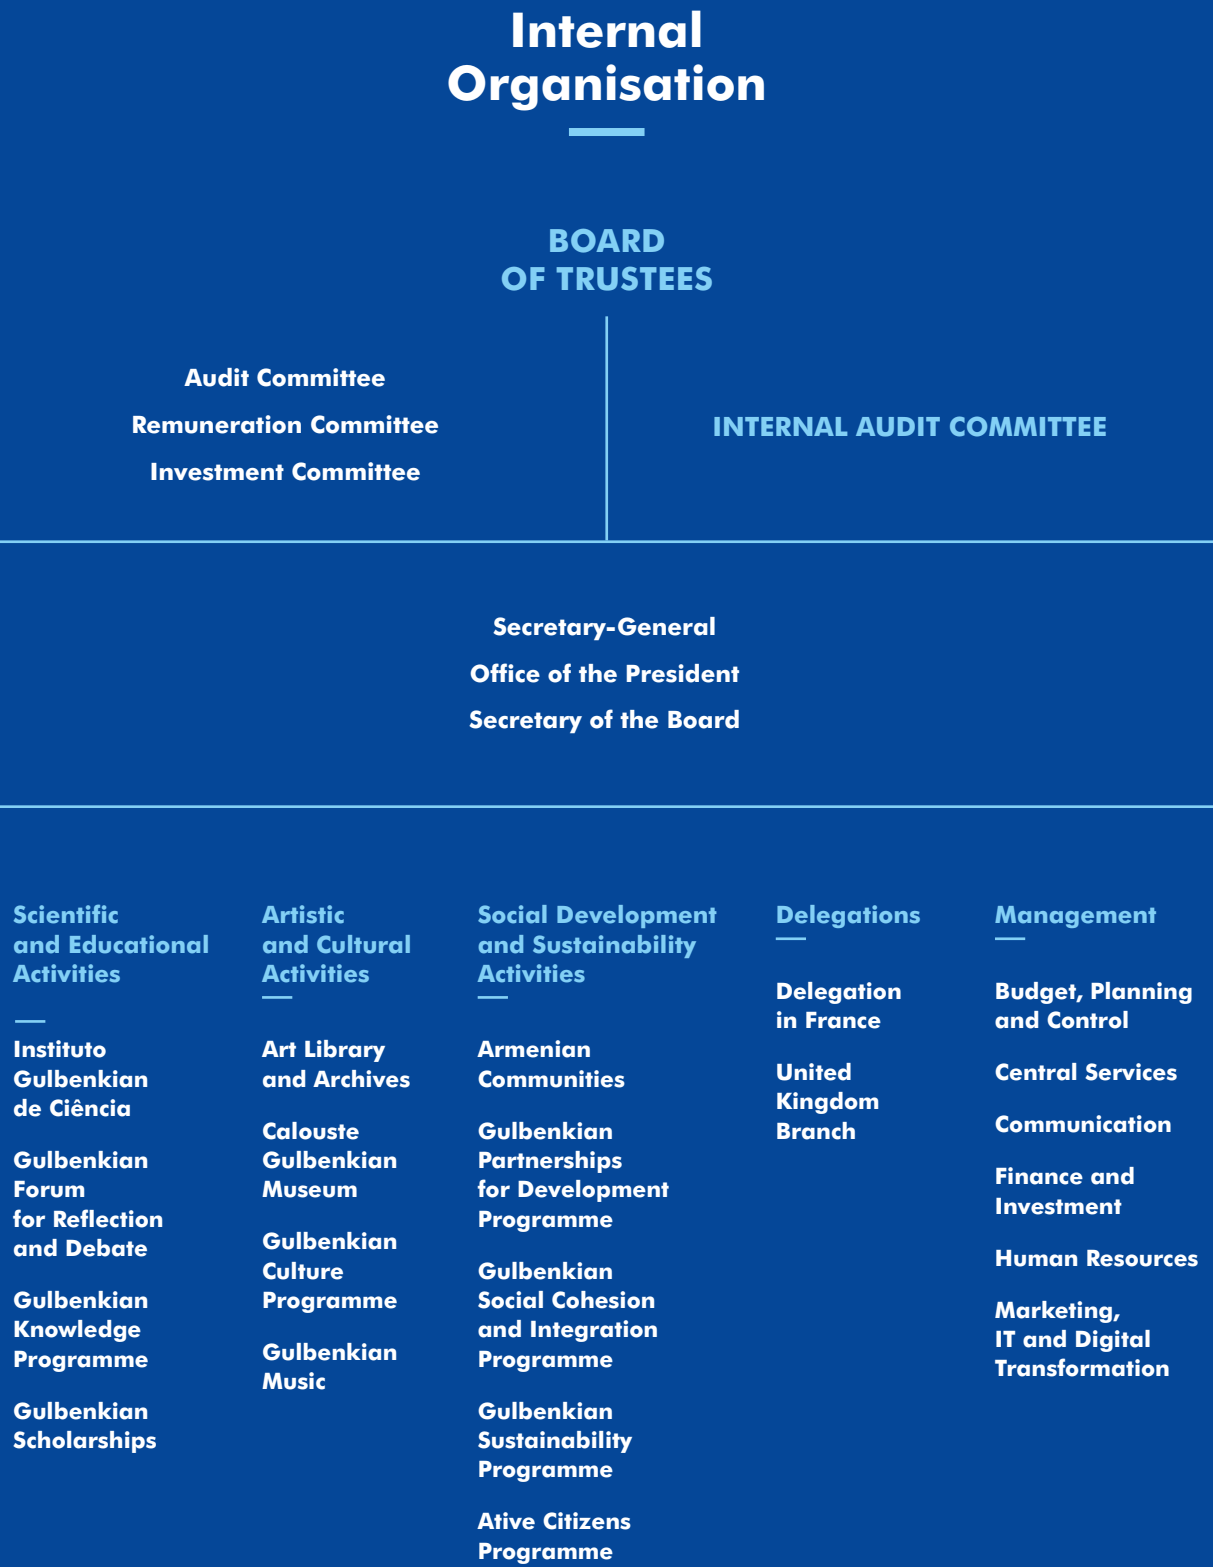 Internal
Organisation
BOARD
OF TRUSTEES
Audit Committee
Remuneration Committee
Investment Committee
INTERNAL AUDIT COMMITTEE
Secretary-General
Office of the President
Secretary of the Board
Scientific
and Educational
Activities
Instituto
Gulbenkian
de Ciência
Gulbenkian
Forum
for Reflection
and Debate
Gulbenkian
Knowledge
Programme
Gulbenkian
Scholarships
Artistic
and Cultural
Activities
Art Library
and Archives
Calouste
Gulbenkian
Museum
Gulbenkian
Culture
Programme
Gulbenkian
Music
Social Development
and Sustainability
Activities
Armenian
Communities
Gulbenkian
Partnerships
for Development
Programme
Gulbenkian
Social Cohesion
and Integration
Programme
Gulbenkian
Sustainability
Programme
Ative Citizens
Programme
Delegations
Delegation
in France
United
Kingdom
Branch
Management
Budget, Planning
and Control
Central Services
Communication
Finance and
Investment
Human Resources
Marketing,
IT and Digital
Transformation